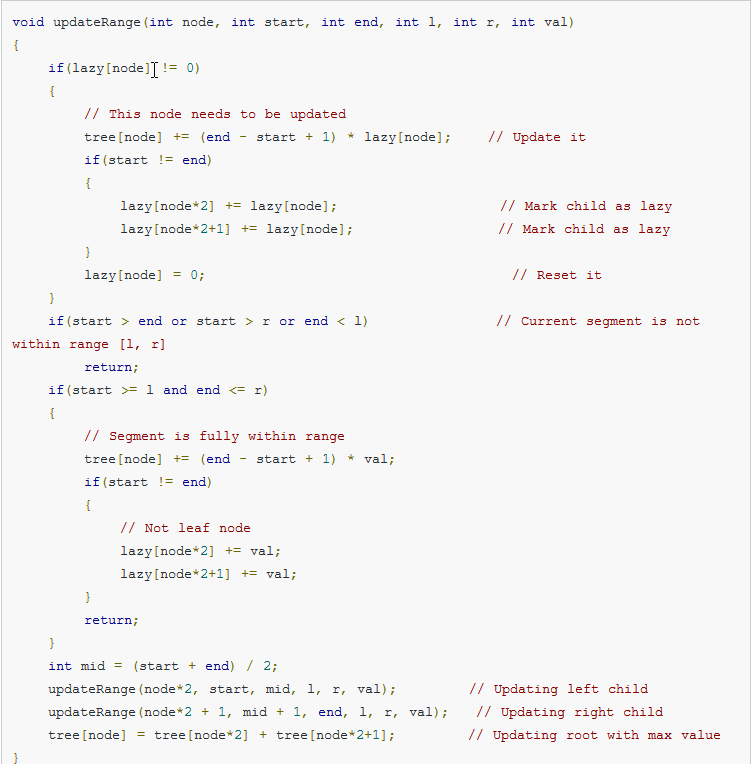 void updateRange(int node, int start, int end, int l, int r, int val)
{
    if(lazy[node] != 0)
    {
        // This node needs to be updated
        tree[node] += (end - start + 1) * lazy[node];    // Update it
        if(start != end)
        {
            lazy[node*2] += lazy[node];                  // Mark child as lazy
            lazy[node*2+1] += lazy[node];                // Mark child as lazy
        }
        lazy[node] = 0;                                  // Reset it
    }
    if(start > end or start > r or end < l)              // Current segment is not
within range [l, r]
        return;
    if(start >= l and end <= r)
    {
        // Segment is fully within range
        tree[node] += (end - start + 1) * val;
        if(start != end)
        {
            // Not leaf node
            lazy[node*2] += val;
            lazy[node*2+1] += val;
        }
        return;
    }
    int mid = (start + end) / 2;
    updateRange(node*2, start, mid, l, r, val);        // Updating left child
    updateRange(node*2 + 1, mid + 1, end, l, r, val);   // Updating right child
    tree[node] = tree[node*2] + tree[node*2+1];        // Updating root with max value
}